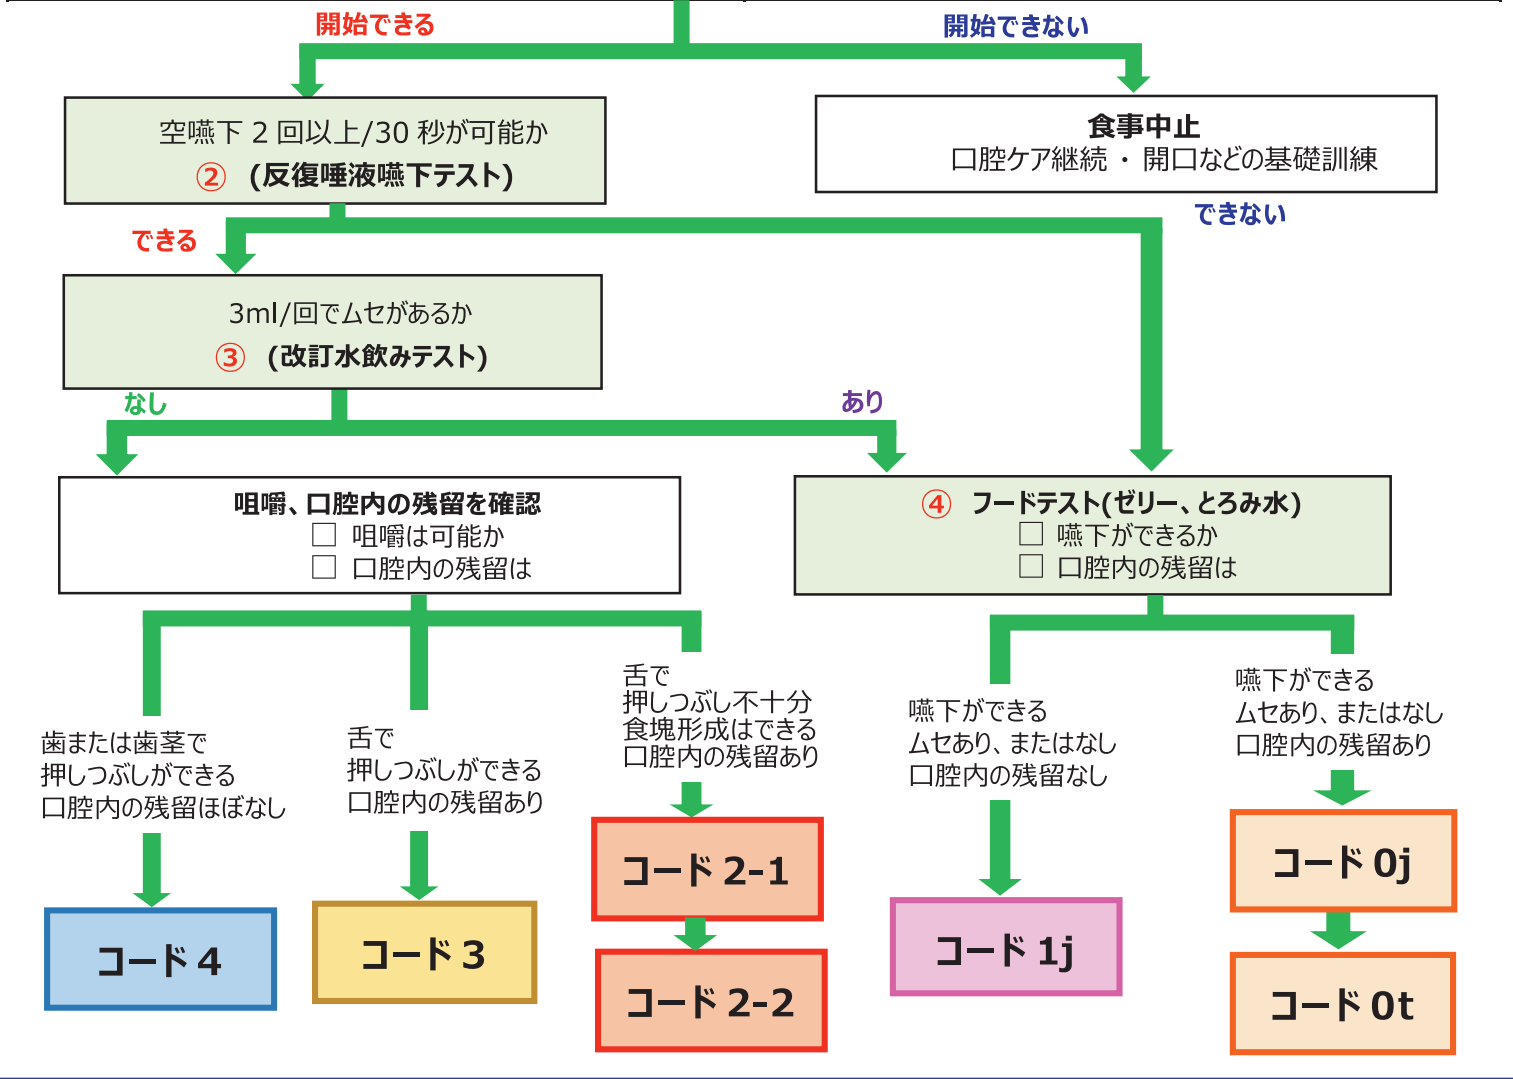 開始できる
開始できない
空嚥下 2 回以上/30 秒が可能か
② (反復唾液嚥下テスト)
食事中止
口腔ケア継続 ・ 開口などの基礎訓練
できる
できない
3ml/回でムセがあるか
③ (改訂水飲みテスト)
なし
あり
咀嚼、口腔内の残留を確認
□ 咀嚼は可能か
□ 口腔内の残留は
④ フードテスト(ゼリー、とろみ水)
□ 嚥下ができるか
□ 口腔内の残留は
歯または歯茎で
押しつぶしができる
口腔内の残留ほぼなし
舌で
押しつぶしができる
口腔内の残留あり
舌で
押しつぶし不十分
食塊形成はできる
口腔内の残留あり
嚥下ができる
ムセあり、またはなし
口腔内の残留なし
嚥下ができる
ムセあり、またはなし
口腔内の残留あり
コード 4
コード 3
コード 2-1
コード 2-2
コード 1j
コード 0j
コード 0t